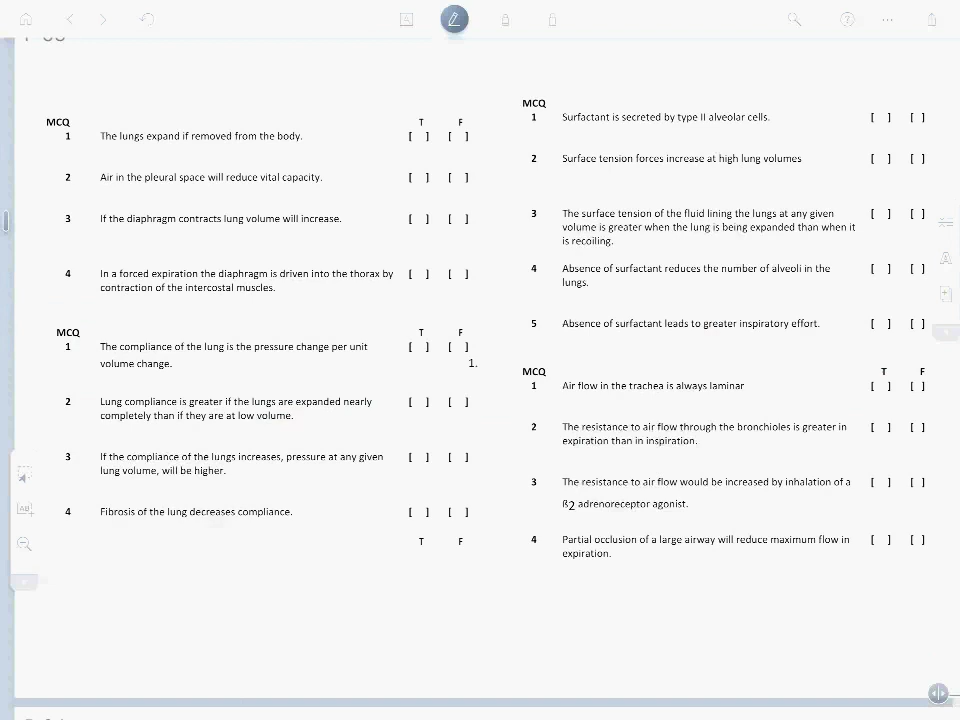 MCQ
T F
1 The lungs expand if removed from the body. [ ] [ ]
2 Air in the pleural space will reduce vital capacity. [ ] [ ]
3 If the diaphragm contracts lung volume will increase. [ ] [ ]
4 In a forced expiration the diaphragm is driven into the thorax by [ ] [ ]
contraction of the intercostal muscles.
MCQ T F
1 The compliance of the lung is the pressure change per unit [ ] [ ]
volume change. 1.
2 Lung compliance is greater if the lungs are expanded nearly [ ] [ ]
completely than if they are at low volume.
3 If the compliance of the lungs increases, pressure at any given [ ] [ ]
lung volume, will be higher.
4 Fibrosis of the lung decreases compliance. [ ] [ ]
T F
MCQ
1 Surfactant is secreted by type II alveolar cells. [ ] [ ]
2 Surface tension forces increase at high lung volumes [ ] [ ]
3 The surface tension of the fluid lining the lungs at any given [ ] [ ]
volume is greater when the lung is being expanded than when it
is recoiling.
4 Absence of surfactant reduces the number of alveoli in the [ ] [ ]
lungs.
5 Absence of surfactant leads to greater inspiratory effort. [ ] [ ]
MCQ T F
1 Air flow in the trachea is always laminar [ ] [ ]
2 The resistance to air flow through the bronchioles is greater in [ ] [ ]
expiration than in inspiration.
3 The resistance to air flow would be increased by inhalation of a [ ] [ ]
ß2 adrenoreceptor agonist.
4 Partial occlusion of a large airway will reduce maximum flow in [ ] [ ]
expiration.